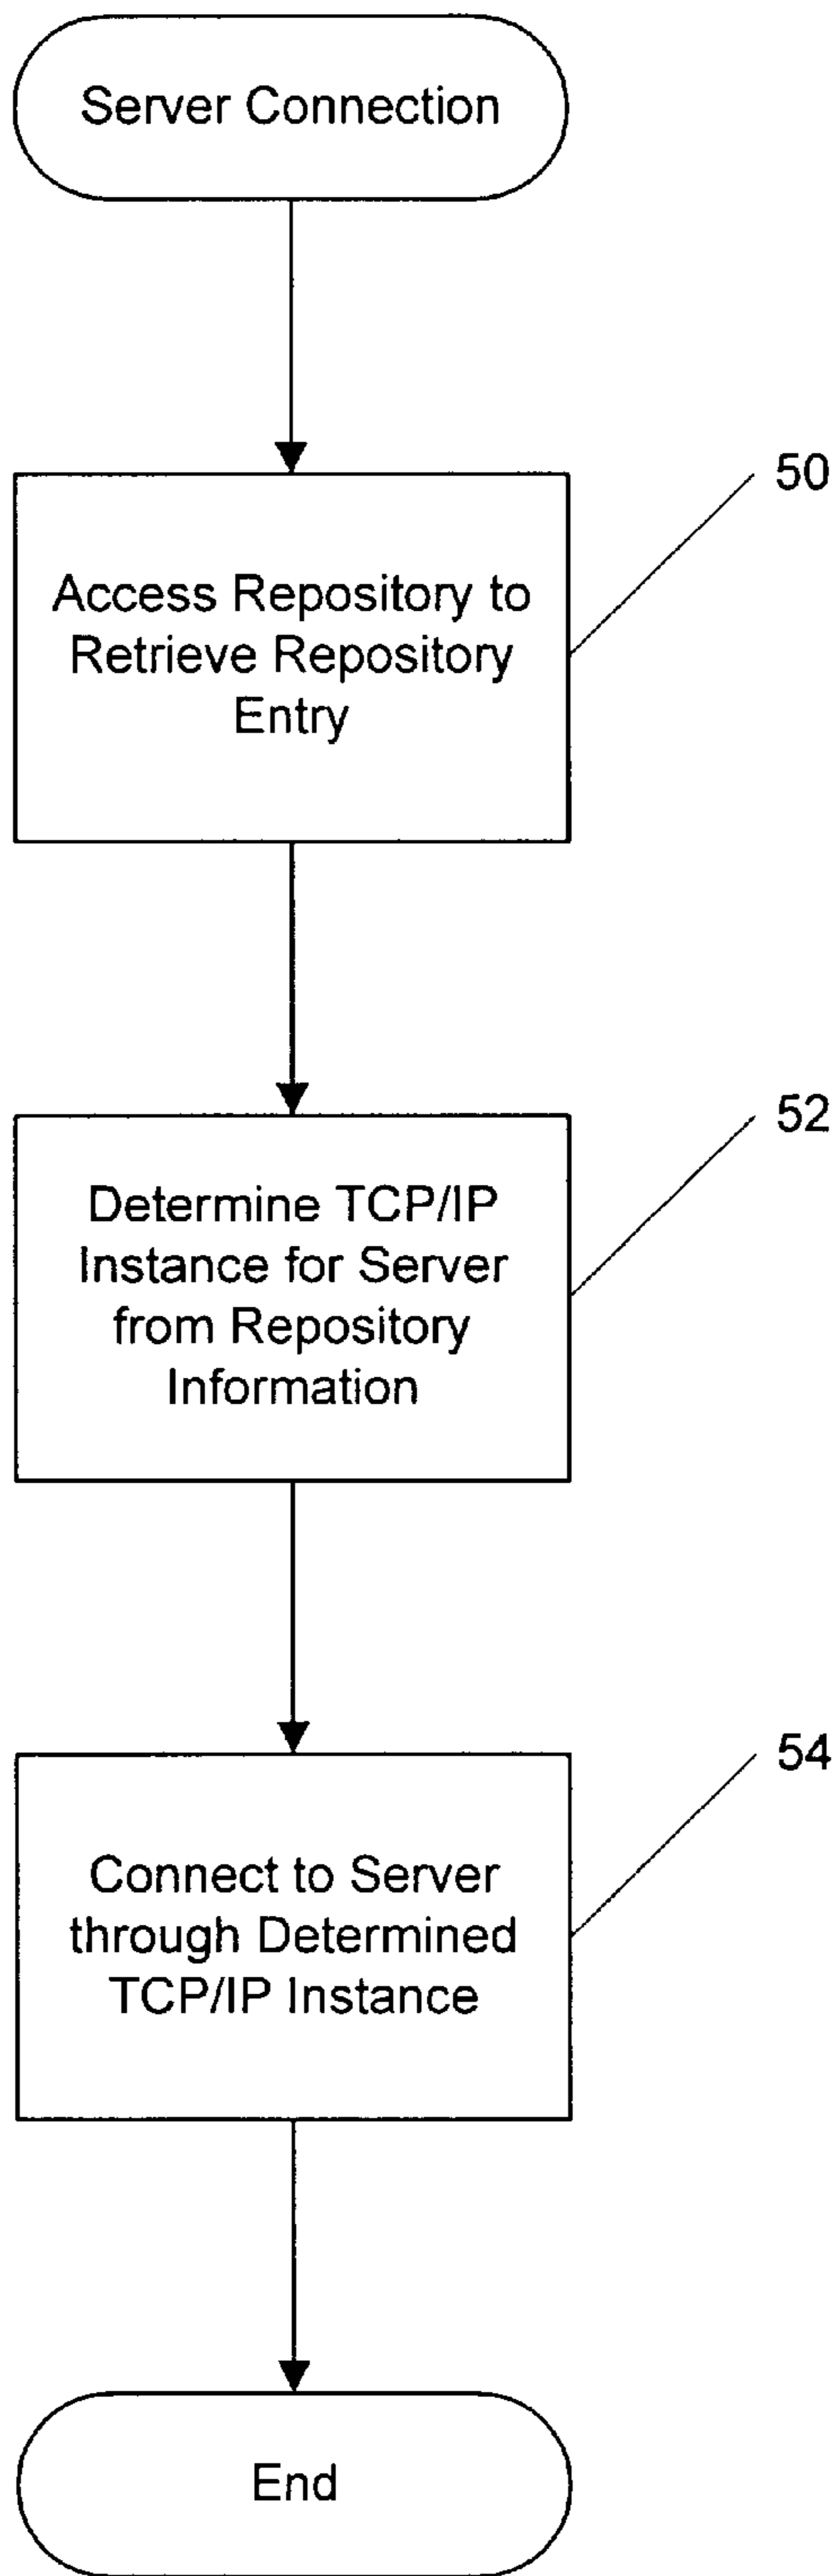 Server Connection
50
Access Repository to
Retrieve Repository
Entry
52
Determine TCP/IP
Instance for Server
from Repository
Information
54
Connect to Server
through Determined
TCP/IP Instance
End